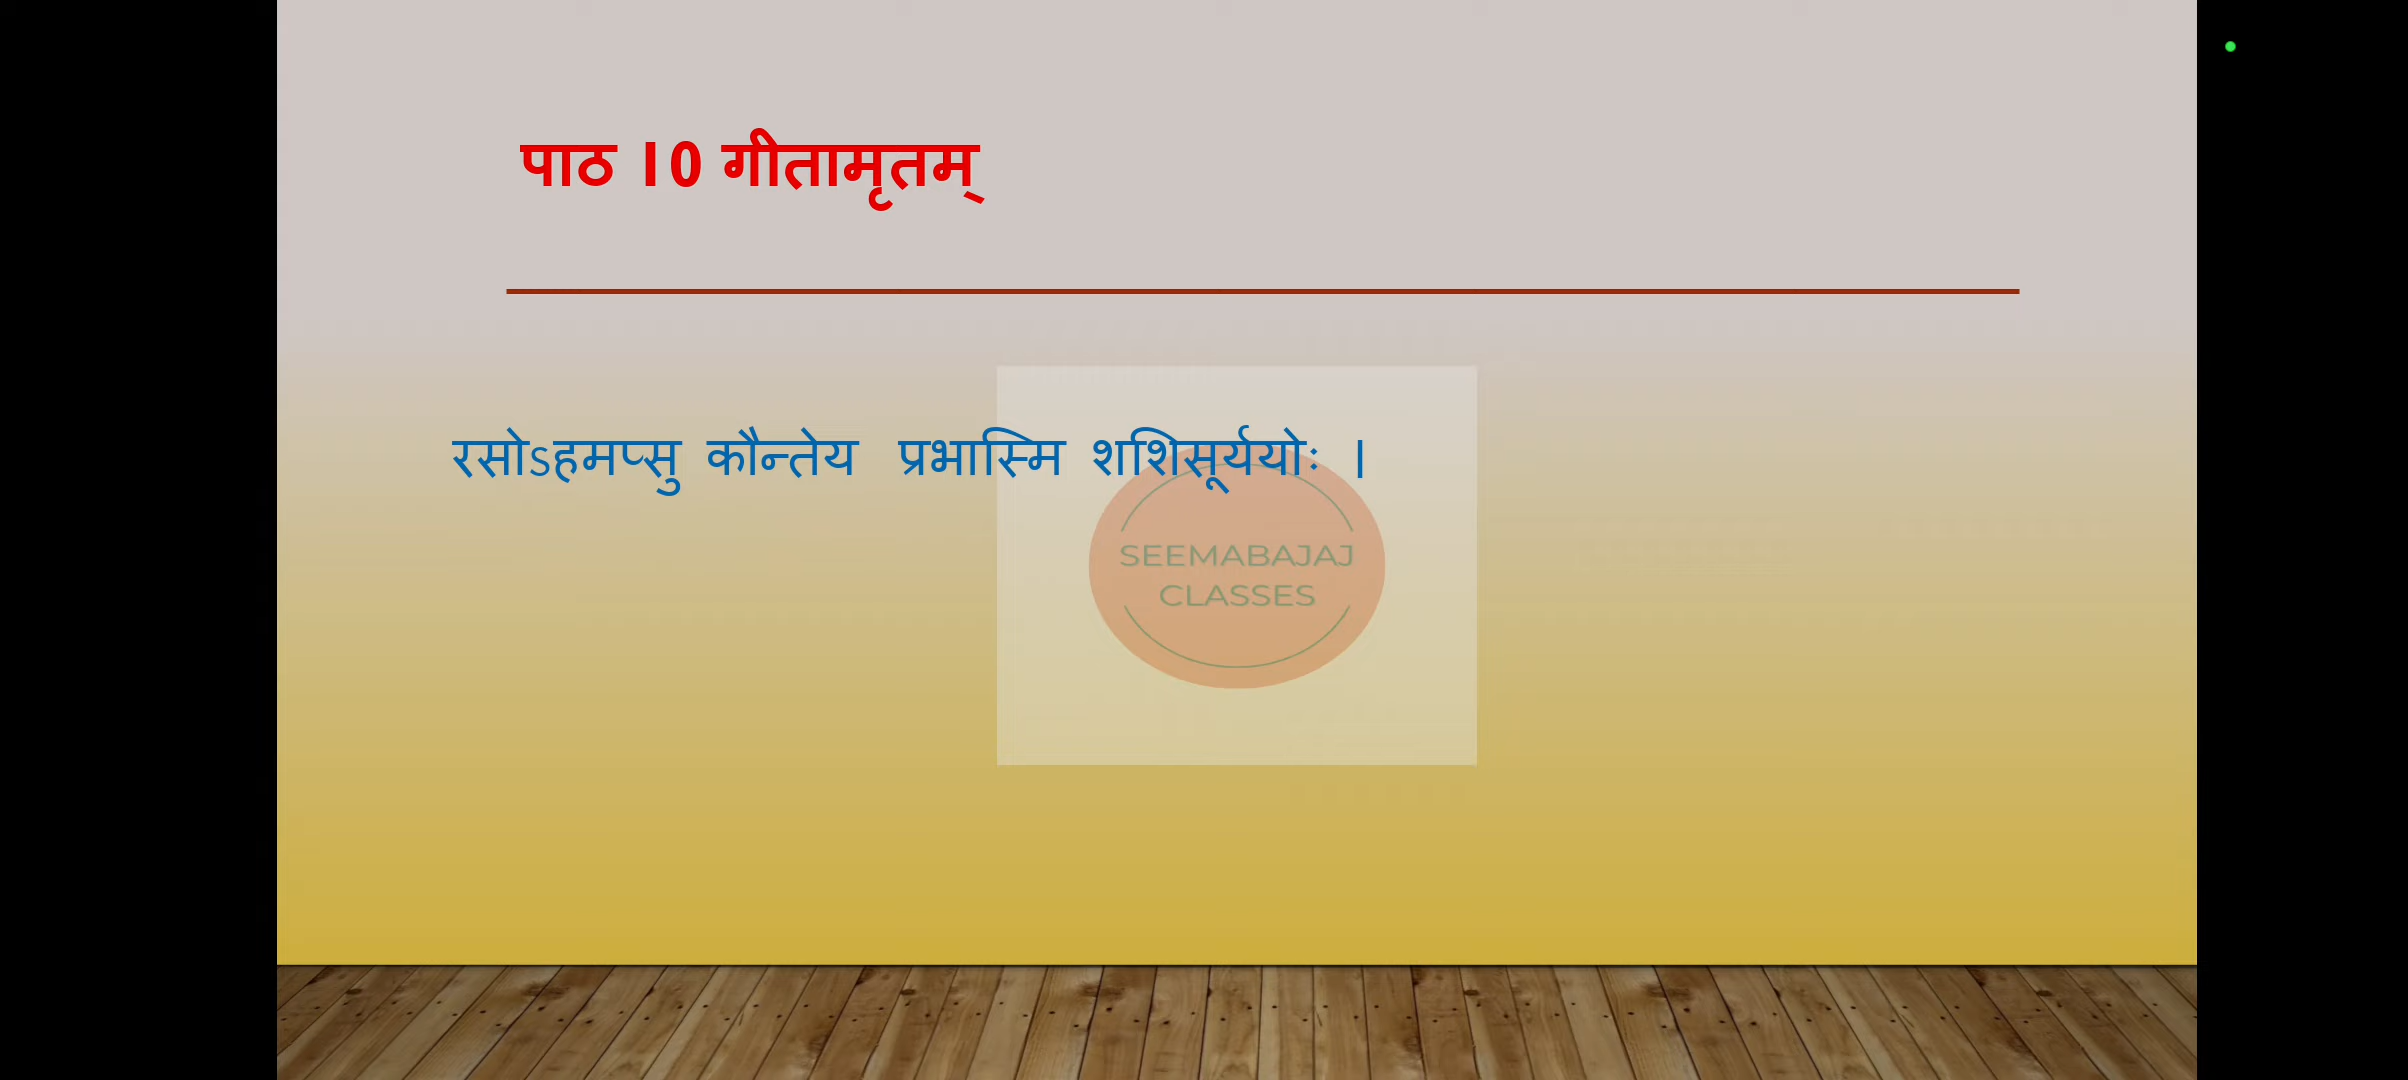 पाठ 10 गीतामृतम्
रसोऽहमप्सु कौन्तेय प्रभास्मि शशिसूर्ययोः ।
SEEMABAJAJ
CLASSES